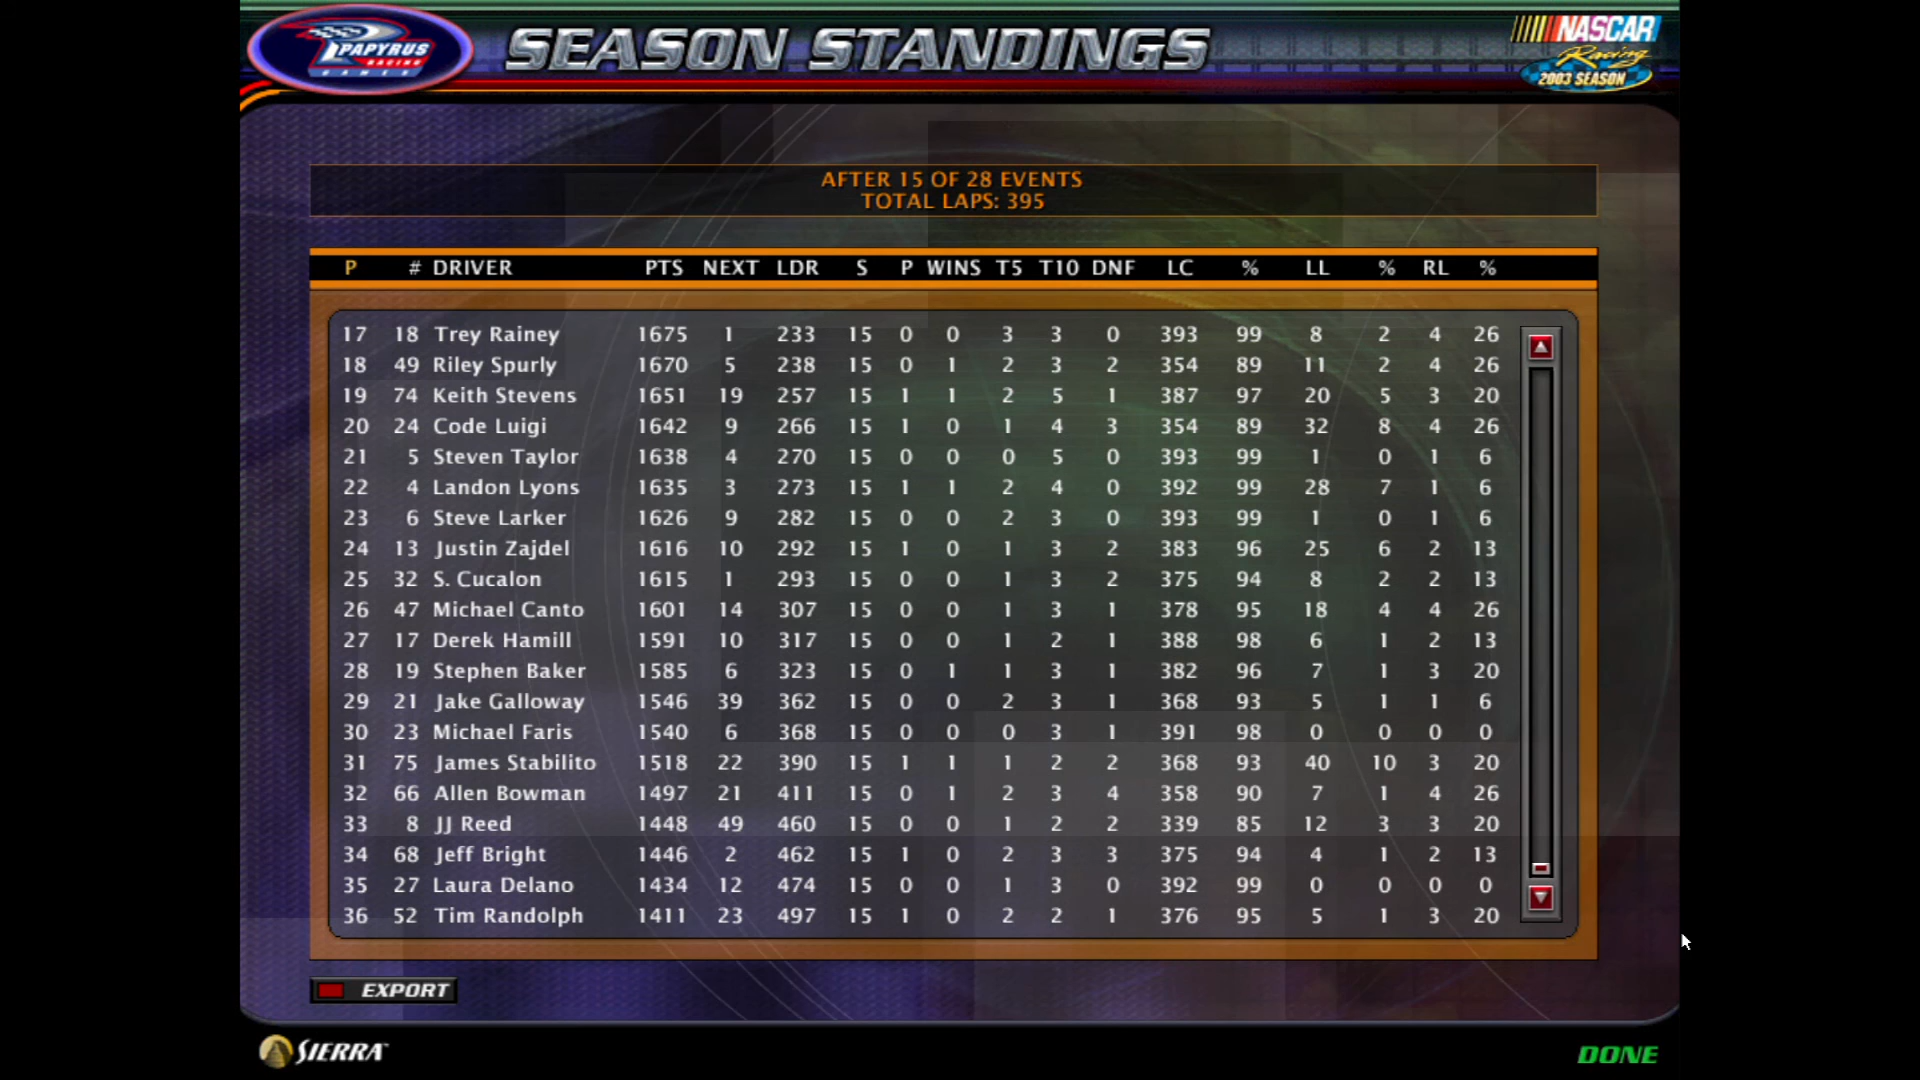 PAPYRUS
RACING
GAMES
SEASON STANDINGS
NASCAR
Racing
2003 SEASON
AFTER 15 OF 28 EVENTS
TOTAL LAPS: 395
P # DRIVER PTS NEXT LDR S P WINS T5 T10 DNF LC % LL % RL %
17 18 Trey Rainey 1675 1 233 15 0 0 3 3 0 393 99 8 2 4 26
18 49 Riley Spurly 1670 5 238 15 0 1 2 3 2 354 89 11 2 4 26
19 74 Keith Stevens 1651 19 257 15 1 1 2 5 1 387 97 20 5 3 20
20 24 Code Luigi 1642 9 266 15 1 0 1 4 3 354 89 32 8 4 26
21 5 Steven Taylor 1638 4 270 15 0 0 0 5 0 393 99 1 0 1 6
22 4 Landon Lyons 1635 3 273 15 1 1 2 4 0 392 99 28 7 1 6
23 6 Steve Larker 1626 9 282 15 0 0 2 3 0 393 99 1 0 1 6
24 13 Justin Zajdel 1616 10 292 15 1 0 1 3 2 383 96 25 6 2 13
25 32 S. Cucalon 1615 1 293 15 0 0 1 3 2 375 94 8 2 2 13
26 47 Michael Canto 1601 14 307 15 0 0 1 3 1 378 95 18 4 4 26
27 17 Derek Hamill 1591 10 317 15 0 0 1 2 1 388 98 6 1 2 13
28 19 Stephen Baker 1585 6 323 15 0 1 1 3 1 382 96 7 1 3 20
29 21 Jake Galloway 1546 39 362 15 0 0 2 3 1 368 93 5 1 1 6
30 23 Michael Faris 1540 6 368 15 0 0 0 3 1 391 98 0 0 0 0
31 75 James Stabilito 1518 22 390 15 1 1 1 2 2 368 93 40 10 3 20
32 66 Allen Bowman 1497 21 411 15 0 1 2 3 4 358 90 7 1 4 26
33 8 JJ Reed 1448 49 460 15 0 0 1 2 2 339 85 12 3 3 20
34 68 Jeff Bright 1446 2 462 15 1 0 2 3 3 375 94 4 1 2 13
35 27 Laura Delano 1434 12 474 15 0 0 1 3 0 392 99 0 0 0 0
36 52 Tim Randolph 1411 23 497 15 1 0 2 2 1 376 95 5 1 3 20
EXPORT
SIERRA
DONE